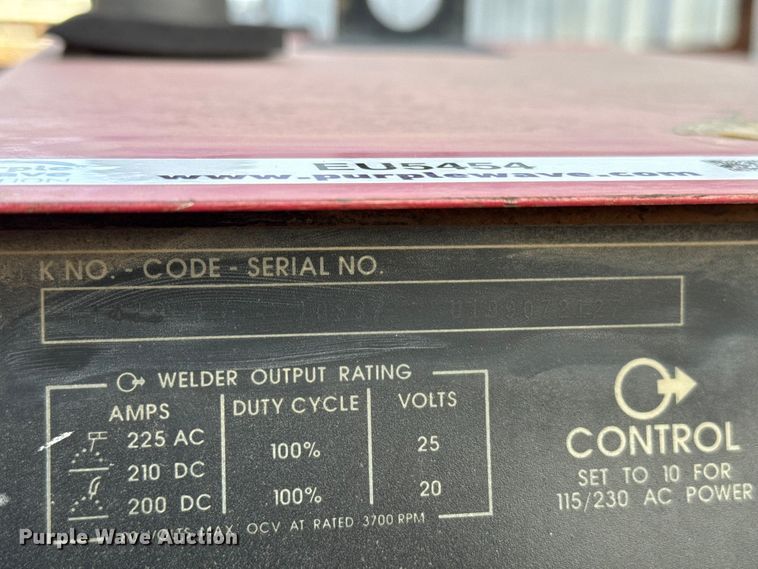 EU5454
www.purplewave.com
K NO. - CODE - SERIAL NO.
WELDER OUTPUT RATING
AMPS DUTY CYCLE VOLTS
225 AC 100% 25
210 DC
200 DC 100% 20
VOLTS MAX. OCV AT RATED 3700 RPM
CONTROL
SET TO 10 FOR
115/230 AC POWER
Purple Wave Auction